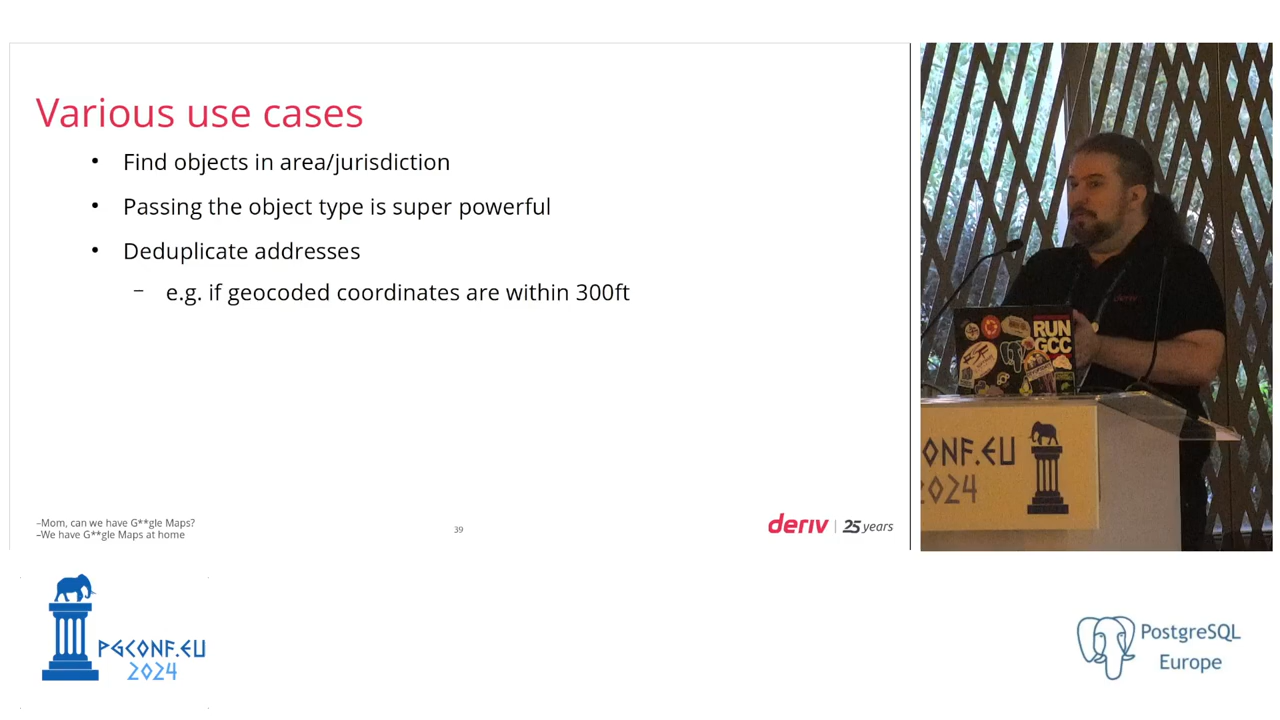 Various use cases
• Find objects in area/jurisdiction
• Passing the object type is super powerful
• Deduplicate addresses
– e.g. if geocoded coordinates are within 300ft
–Mom, can we have G**gle Maps?
–We have G**gle Maps at home
39
deriv | 25 years
RUN
GCC
ONF.EU
2024
PGCONF.EU
2024
PostgreSQL
Europe